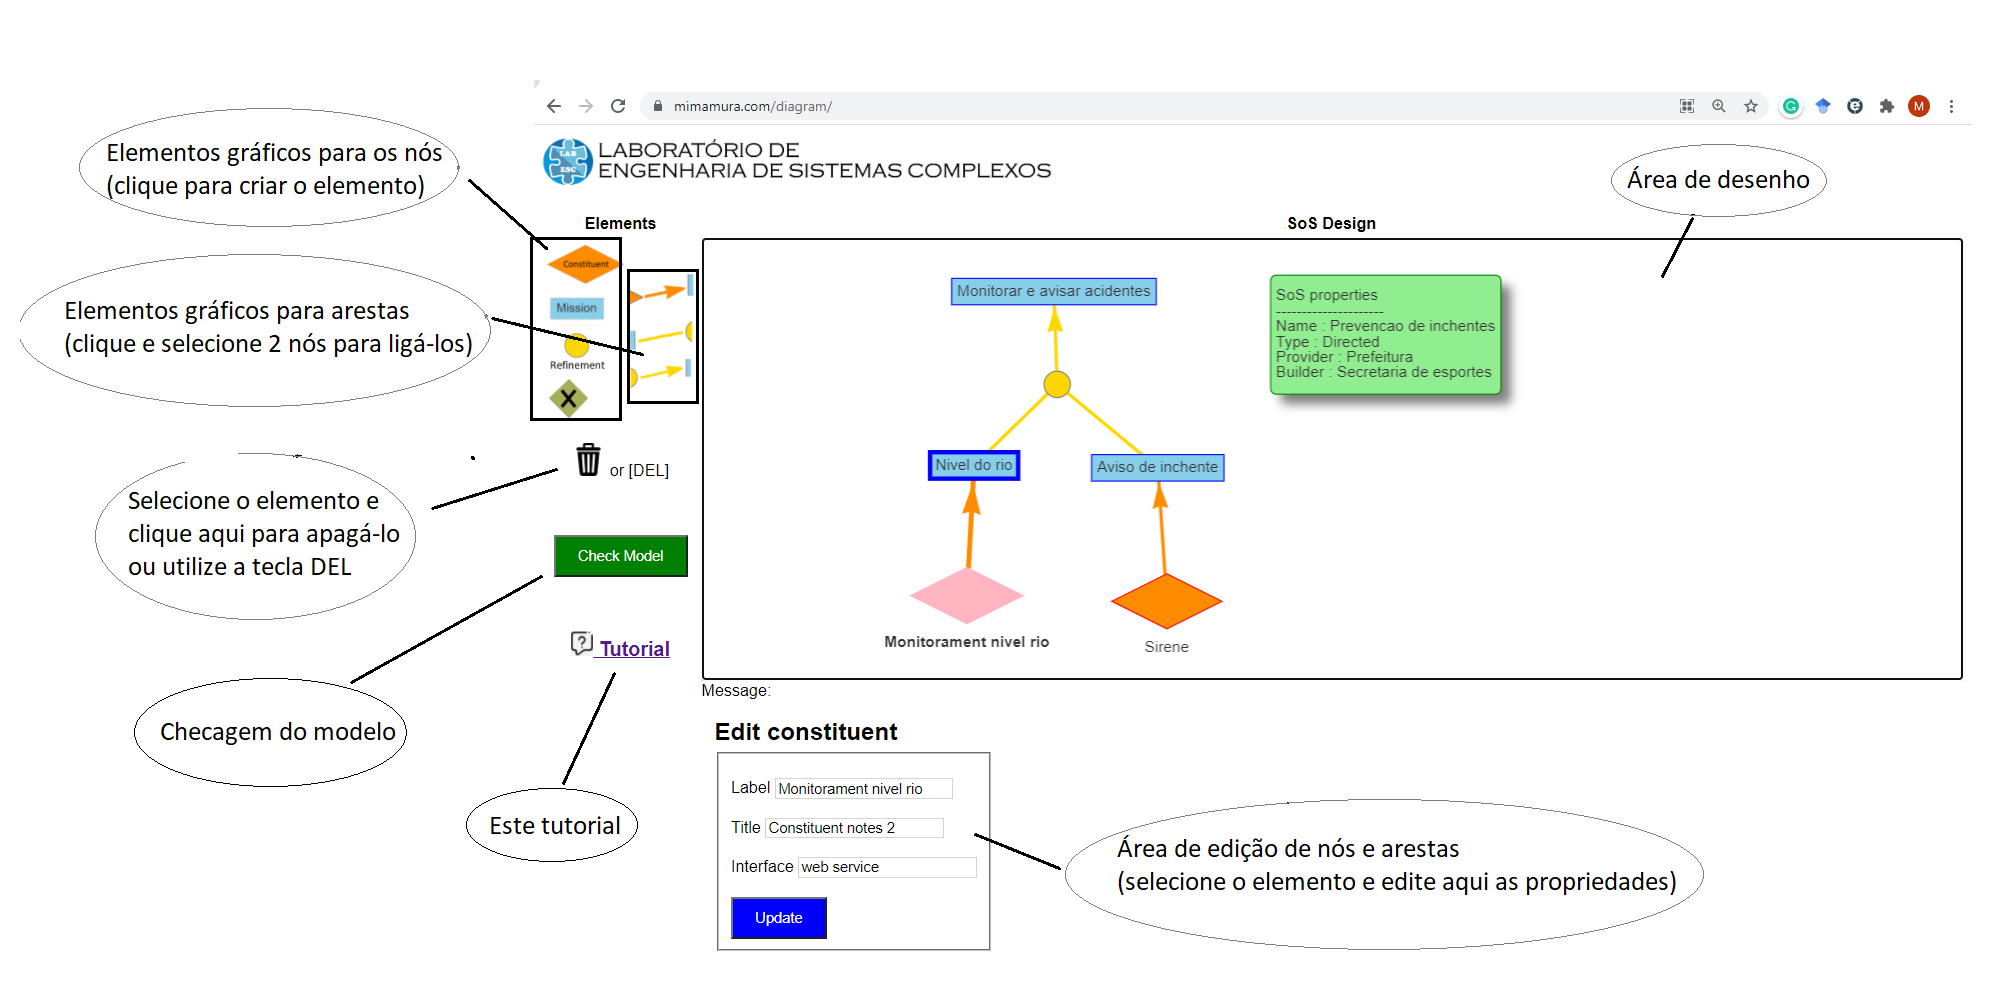 mimamura.com/diagram/
M
LAB
ESC
LABORATÓRIO DE
ENGENHARIA DE SISTEMAS COMPLEXOS
Elementos gráficos para os nós
(clique para criar o elemento)
Área de desenho
Elements
SoS Design
Constituent
Mission
Refinement
X
Elementos gráficos para arestas
(clique e selecione 2 nós para ligá-los)
Monitorar e avisar acidentes
SoS properties
---------------------
Name : Prevencao de inchentes
Type : Directed
Provider : Prefeitura
Builder : Secretaria de esportes
Nivel do rio
Aviso de inchente
or [DEL]
Selecione o elemento e
clique aqui para apagá-lo
ou utilize a tecla DEL
Check Model
Monitorament nivel rio
Sirene
? Tutorial
Message:
Checagem do modelo
Edit constituent
Label Monitorament nivel rio
Title Constituent notes 2
Interface web service
Update
Este tutorial
Área de edição de nós e arestas
(selecione o elemento e edite aqui as propriedades)